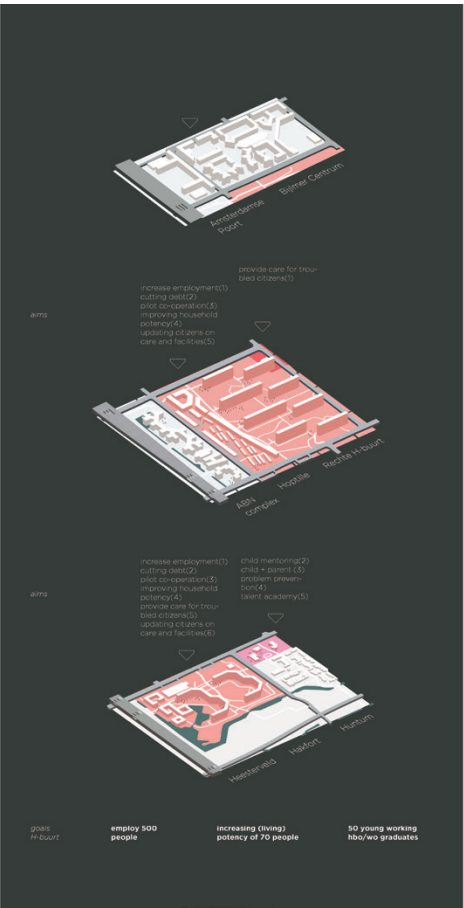 Amsterdamse
Poort
Bijlmer Centrum
provide care for trou-
bled citizens(1)
increase employment(1)
cutting debt(2)
pilot co-operation(3)
improving household
potency(4)
updating citizens on
care and facilities(5)
aims
ABN
complex
Hoptille
Rechte H-buurt
increase employment(1)
cutting debt(2)
pilot co-operation(3)
improving household
potency(4)
provide care for trou-
bled citizens(5)
updating citizens on
care and facilities(6)
child mentoring(2)
child + parent (3)
problem preven-
tion(4)
talent academy(5)
aims
Heesterveld
Hakfort
Huntum
goals
H-buurt
employ 500
people
increasing (living)
potency of 70 people
50 young working
hbo/wo graduates